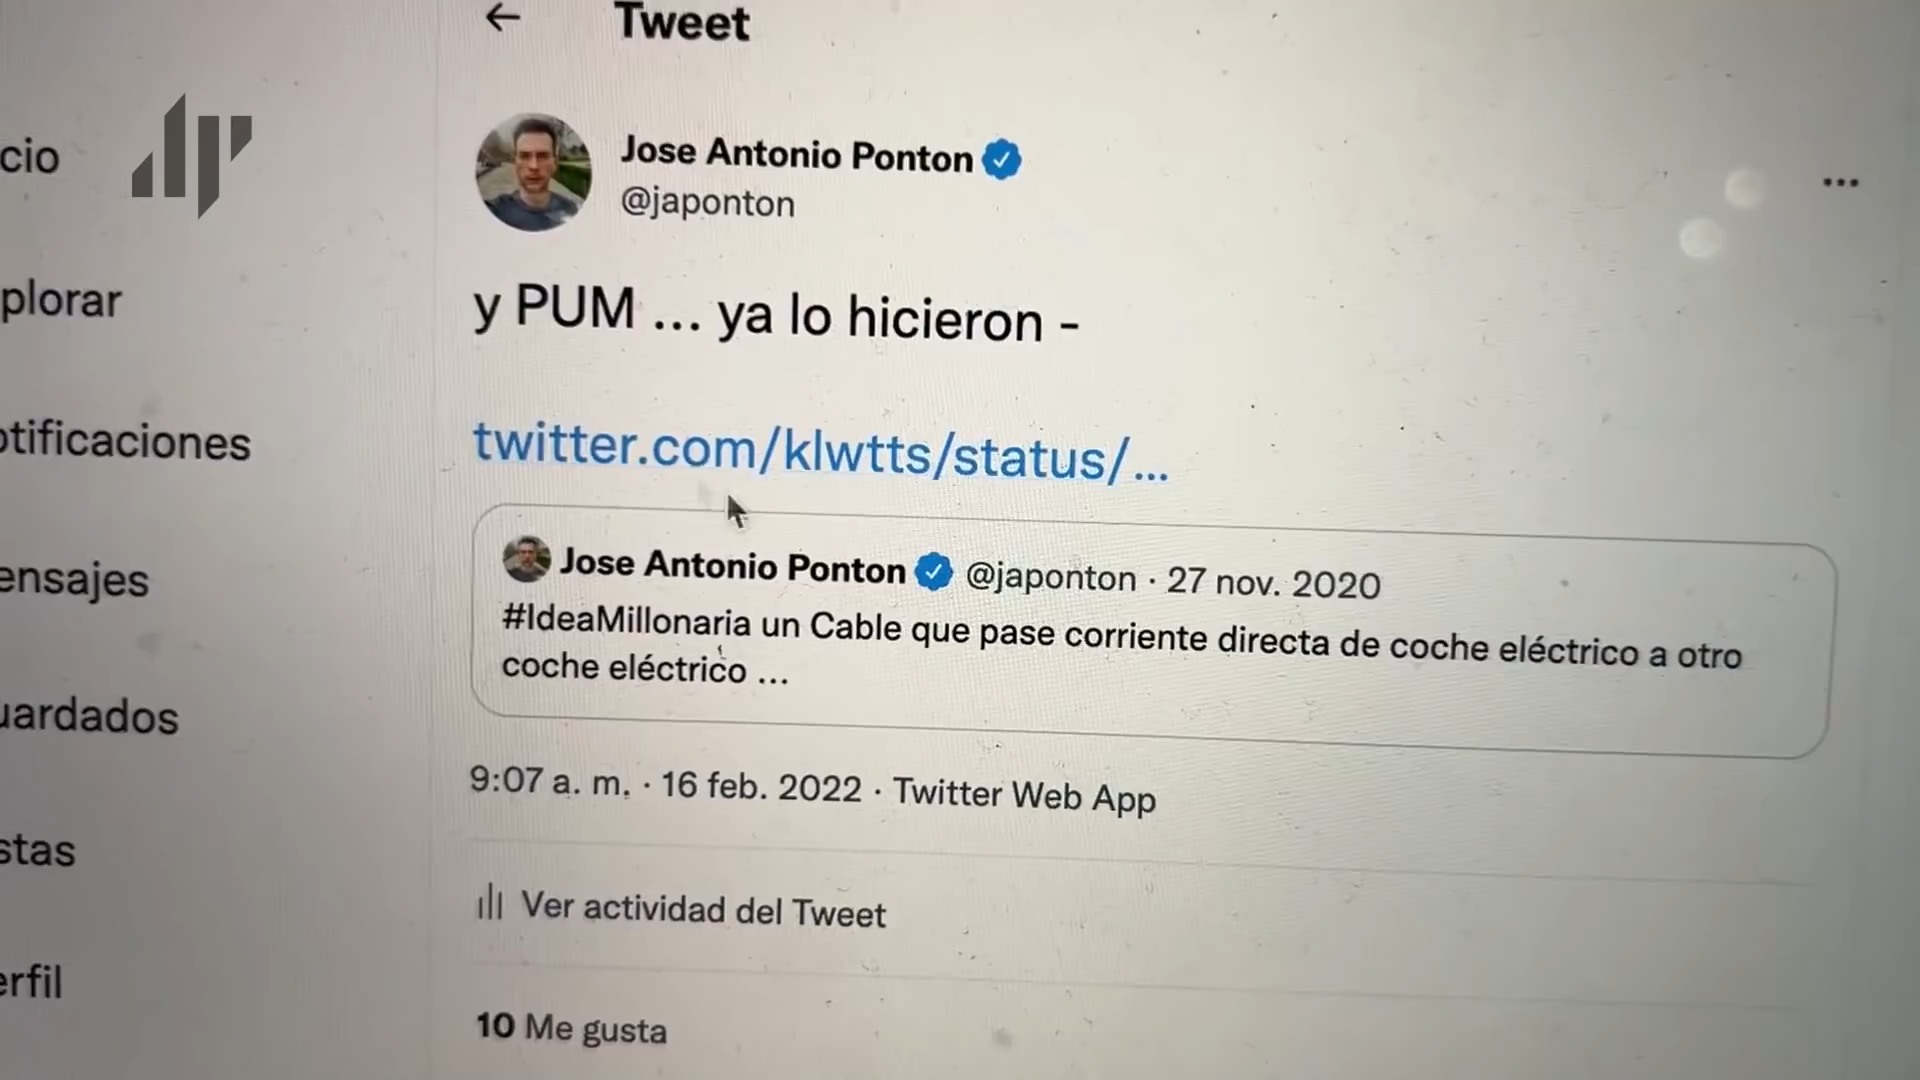 Tweet
cio
Jose Antonio Ponton
@japonton
plorar
y PUM ... ya lo hicieron -
otificaciones
twitter.com/klwtts/status/...
ensajes
Jose Antonio Ponton @japonton · 27 nov. 2020
#IdeaMillonaria un Cable que pase corriente directa de coche eléctrico a otro
coche eléctrico ...
uardados
9:07 a. m. · 16 feb. 2022 · Twitter Web App
stas
Ver actividad del Tweet
erfil
10 Me gusta